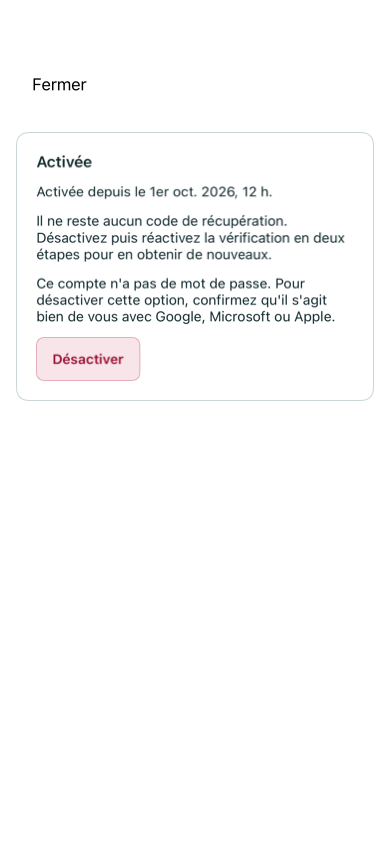 Fermer
Activée
Activée depuis le 1er oct. 2026, 12 h.
Il ne reste aucun code de récupération.
Désactivez puis réactivez la vérification en deux
étapes pour en obtenir de nouveaux.
Ce compte n'a pas de mot de passe. Pour
désactiver cette option, confirmez qu'il s'agit
bien de vous avec Google, Microsoft ou Apple.
Désactiver